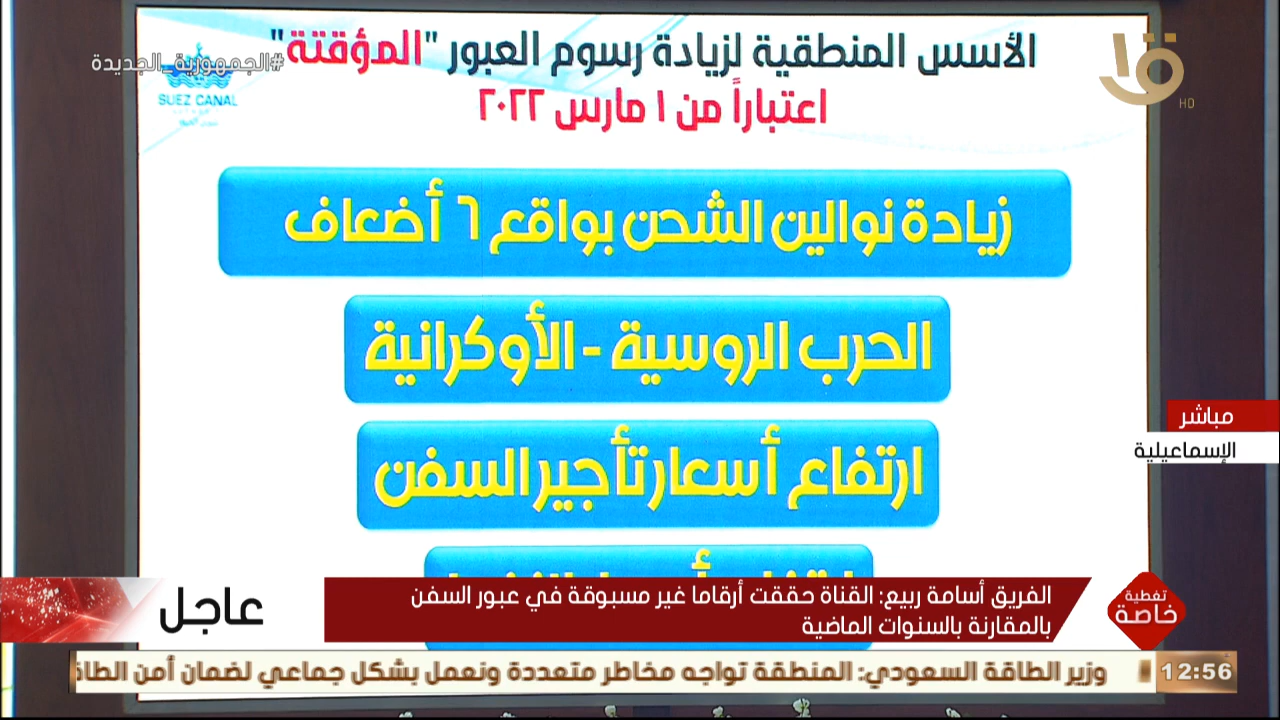 الأسس المنطقية لزيادة رسوم العبور "المؤقتة"
اعتباراً من ١ مارس ٢٠٢٢
#الجمهورية_الجديدة
SUEZ CANAL
HD
زيادة نوالين الشحن بواقع ٦ أضعاف
الحرب الروسية - الأوكرانية
ارتفاع أسعار تأجير السفن
مباشر
الإسماعيلية
تغطية
خاصة
الفريق أسامة ربيع: القناة حققت أرقاما غير مسبوقة في عبور السفن
بالمقارنة بالسنوات الماضية
عاجل
12:56
وزير الطاقة السعودي: المنطقة تواجه مخاطر متعددة ونعمل بشكل جماعي لضمان أمن الطاق